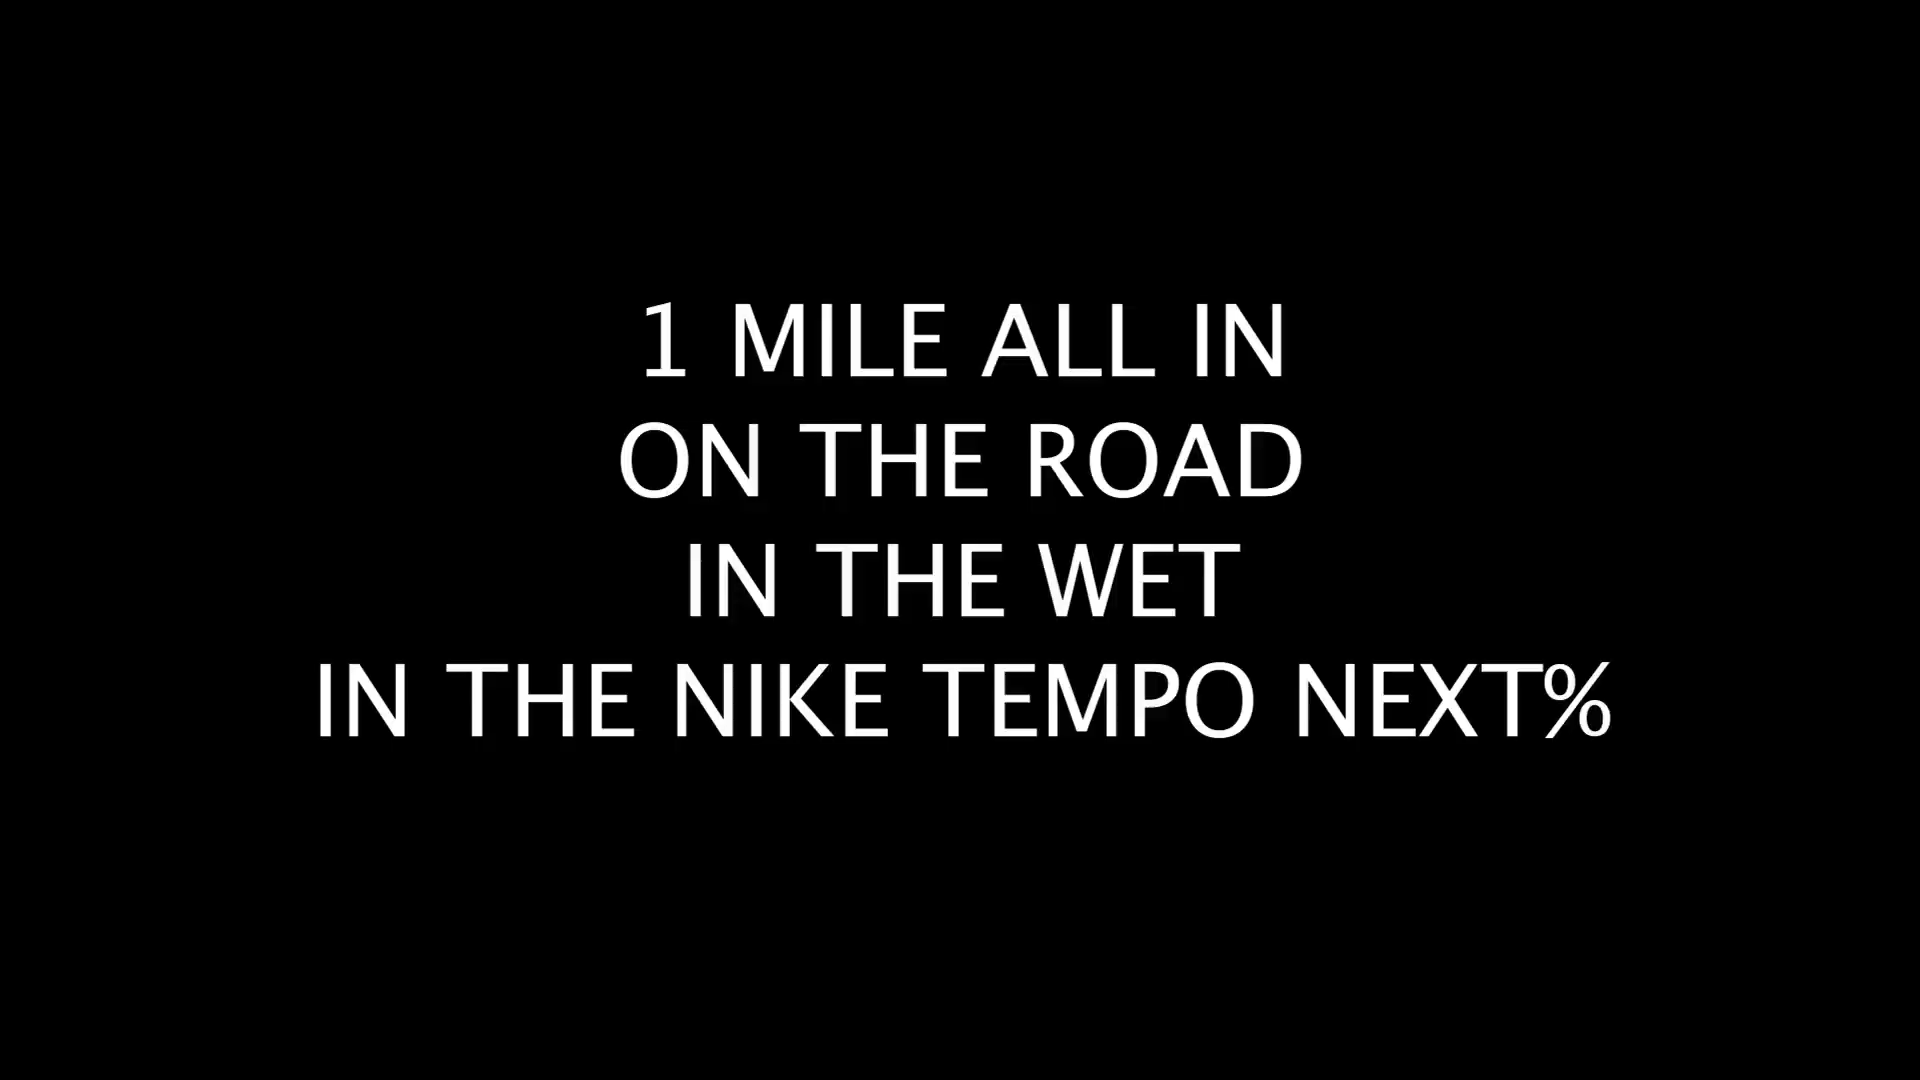 1 MILE ALL IN
ON THE ROAD
IN THE WET
IN THE NIKE TEMPO NEXT%